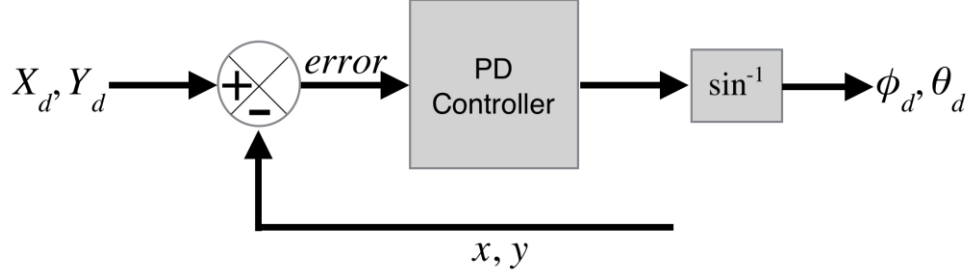 X_d, Y_d
+
-
error
PD
Controller
sin⁻¹
ϕ_d, θ_d
x, y